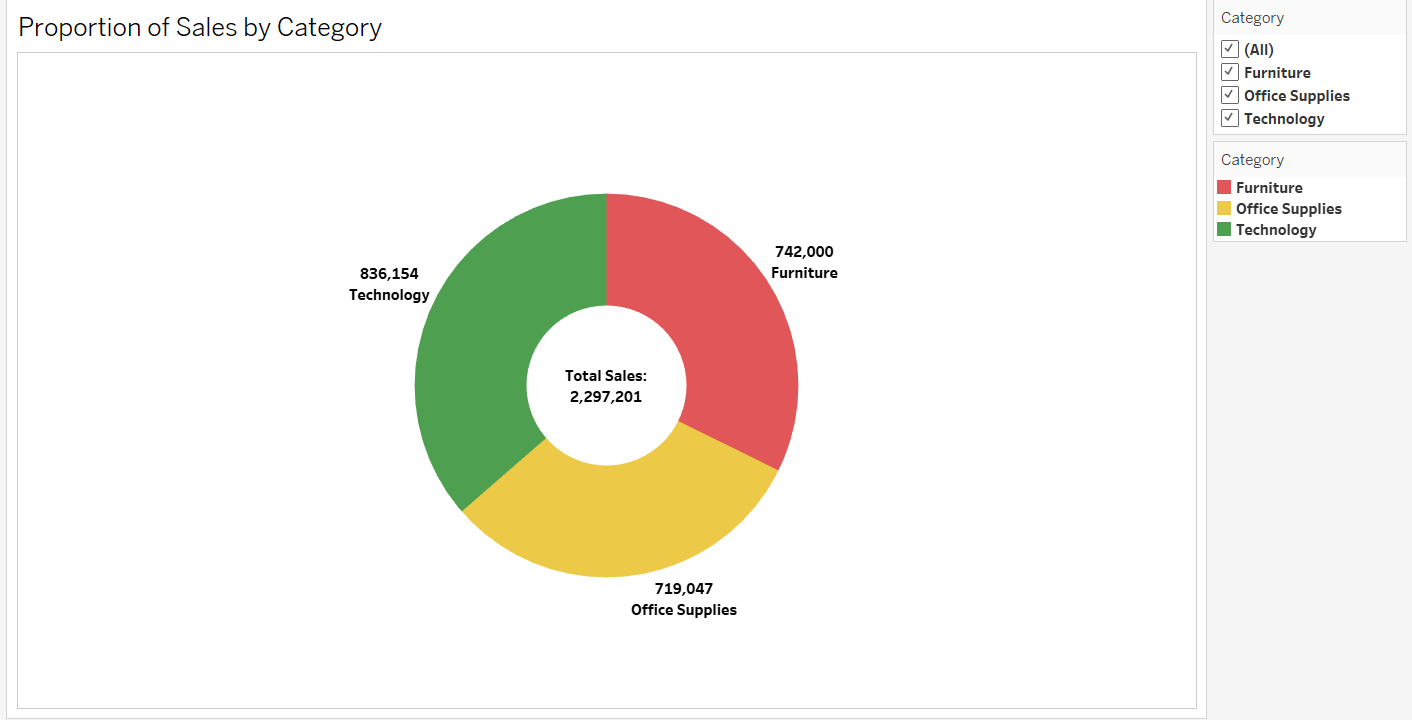 Proportion of Sales by Category
836,154
Technology
742,000
Furniture
Total Sales:
2,297,201
719,047
Office Supplies
Category
(All)
Furniture
Office Supplies
Technology
Category
Furniture
Office Supplies
Technology